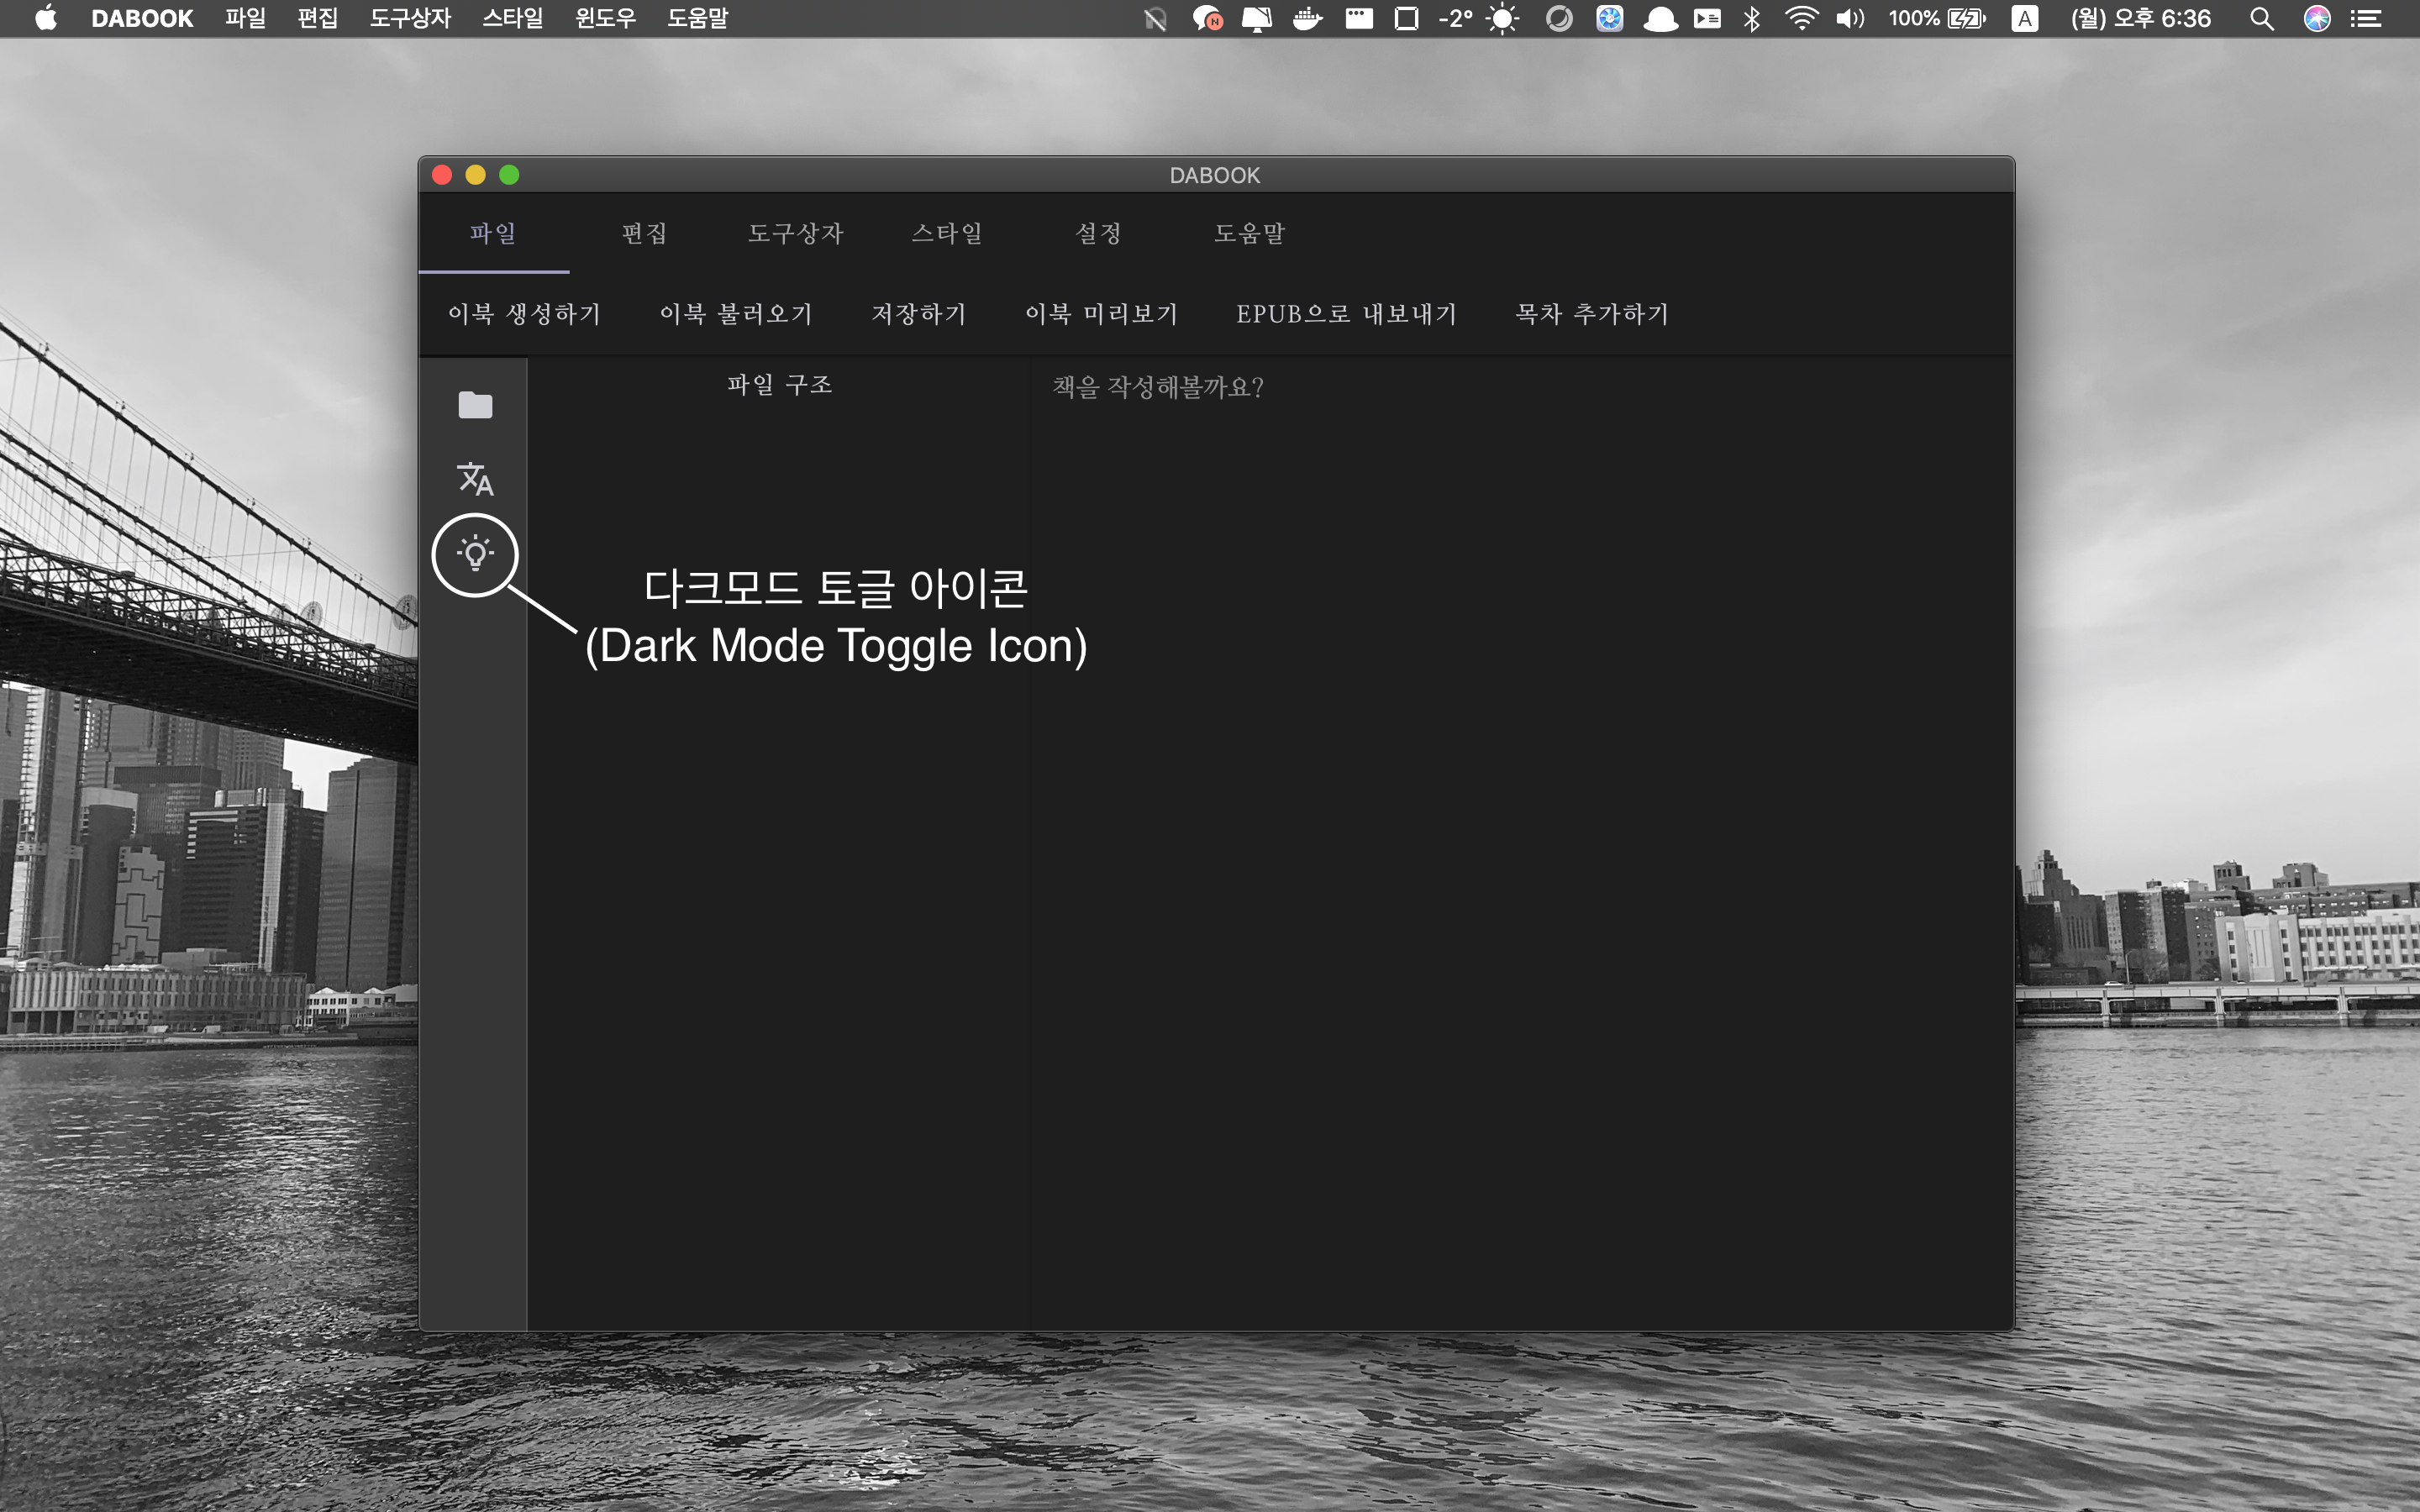 DABOOK 파일 편집 도구상자 스타일 윈도우 도움말 -2° 100% A (월) 오후 6:36
DABOOK
파일 편집 도구상자 스타일 설정 도움말
이북 생성하기 이북 불러오기 저장하기 이북 미리보기 EPUB으로 내보내기 목차 추가하기
파일 구조 책을 작성해볼까요?
다크모드 토글 아이콘
(Dark Mode Toggle Icon)